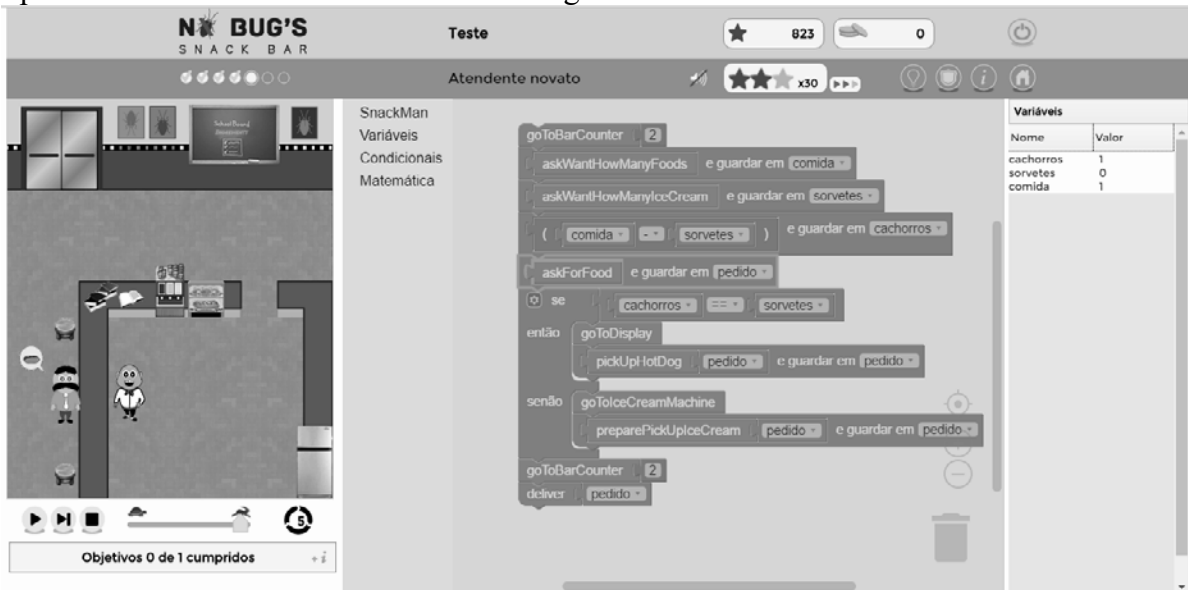 NO BUG'S
SNACK BAR
Teste
823
0
Atendente novato
x30
SnackMan
Variáveis
Condicionais
Matemática
goToBarCounter 2
askWantHowManyFoods e guardar em comida
askWantHowManyIceCream e guardar em sorvetes
( comida - sorvetes ) e guardar em cachorros
askForFood e guardar em pedido
se cachorros == sorvetes
então goToDisplay
pickUpHotDog pedido e guardar em pedido
senão goToIceCreamMachine
preparePickUpIceCream pedido e guardar em pedido
goToBarCounter 2
deliver pedido
Variáveis
Nome Valor
cachorros 1
sorvetes 0
comida 1
5
Objetivos 0 de 1 cumpridos
+ i